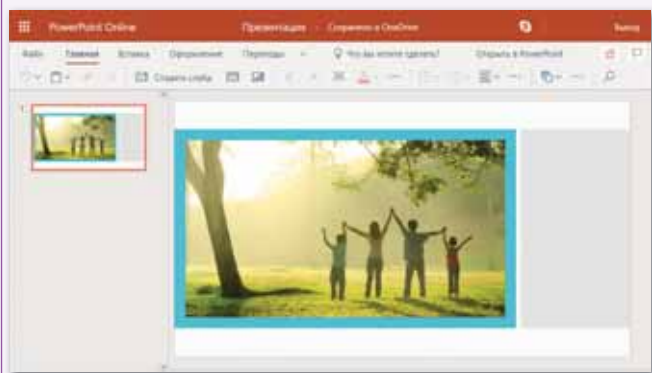 PowerPoint Online Презентация - Сохранено в OneDrive Выход
Файл Главная Вставка Оформление Переходы Что вы хотите сделать? Открыть в PowerPoint
Создать слайд
1